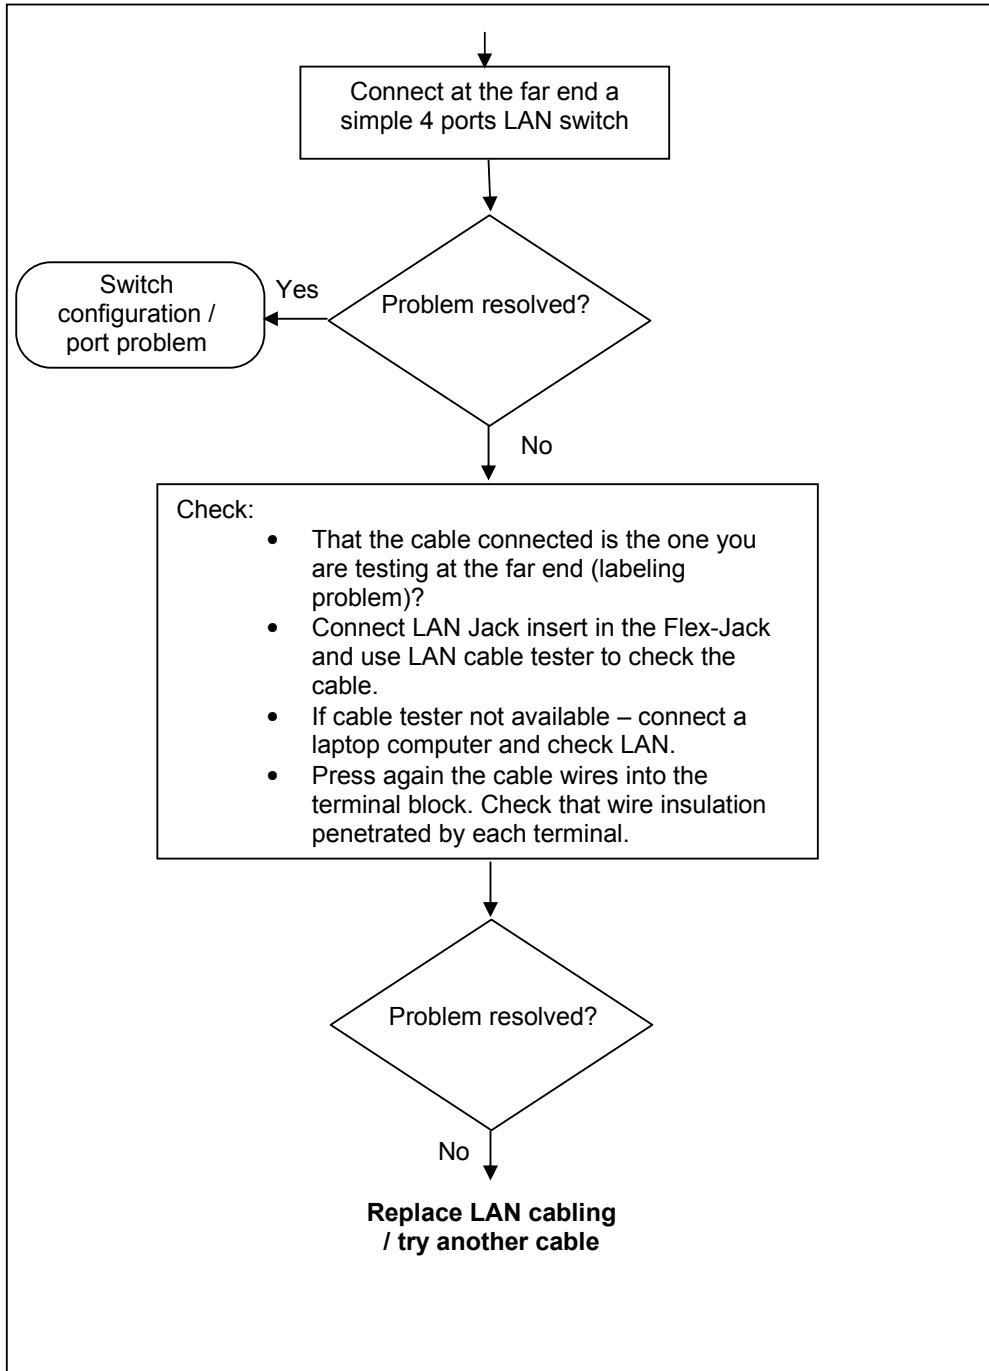 Connect at the far end a
simple 4 ports LAN switch
Problem resolved?
Yes
Switch
configuration /
port problem
No
Check:
• That the cable connected is the one you
are testing at the far end (labeling
problem)?
• Connect LAN Jack insert in the Flex-Jack
and use LAN cable tester to check the
cable.
• If cable tester not available – connect a
laptop computer and check LAN.
• Press again the cable wires into the
terminal block. Check that wire insulation
penetrated by each terminal.
Problem resolved?
No
Replace LAN cabling
/ try another cable